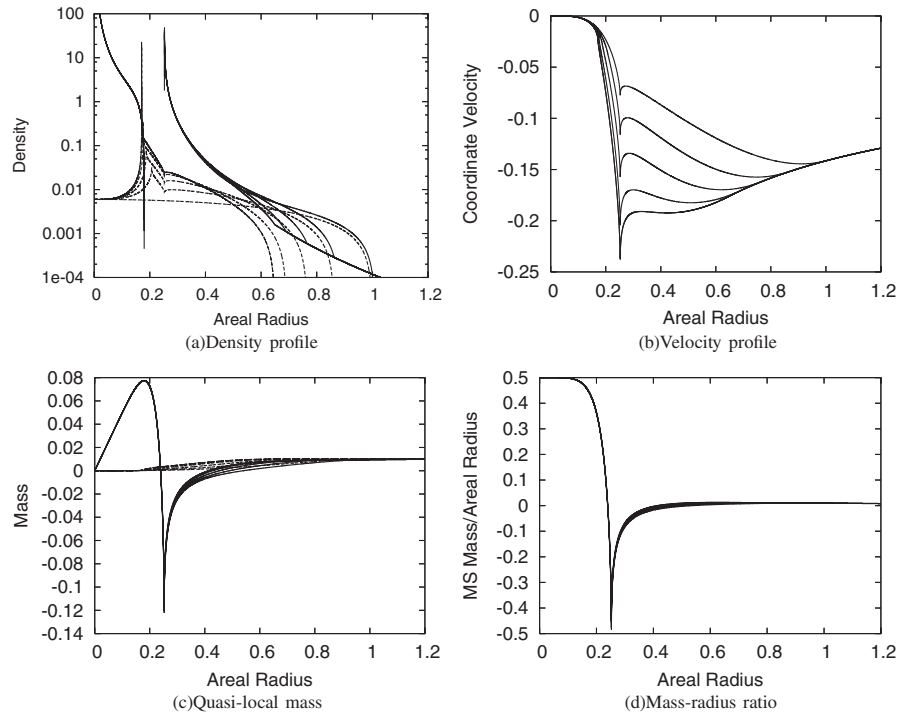 100
10
1
0.1
0.01
0.001
1e-04
Density
0 0.2 0.4 0.6 0.8 1 1.2
Areal Radius
(a)Density profile
0
-0.05
-0.1
-0.15
-0.2
-0.25
Coordinate Velocity
0 0.2 0.4 0.6 0.8 1 1.2
Areal Radius
(b)Velocity profile
0.08
0.06
0.04
0.02
0
-0.02
-0.04
-0.06
-0.08
-0.1
-0.12
-0.14
Mass
0 0.2 0.4 0.6 0.8 1 1.2
Areal Radius
(c)Quasi-local mass
0.5
0.4
0.3
0.2
0.1
0
-0.1
-0.2
-0.3
-0.4
-0.5
MS Mass/Areal Radius
0 0.2 0.4 0.6 0.8 1 1.2
Areal Radius
(d)Mass-radius ratio